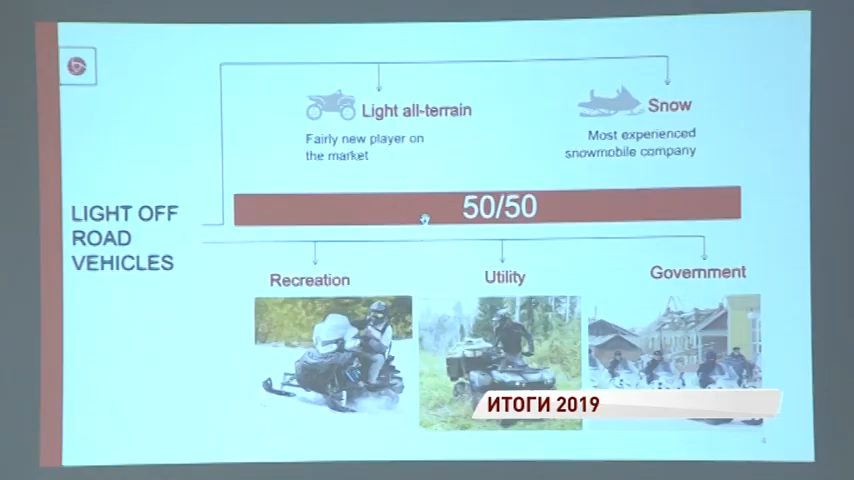 Light all-terrain
Fairly new player on
the market
Snow
Most experienced
snowmobile company
LIGHT OFF
ROAD
VEHICLES
50/50
Recreation
Utility
Government
ИТОГИ 2019
4